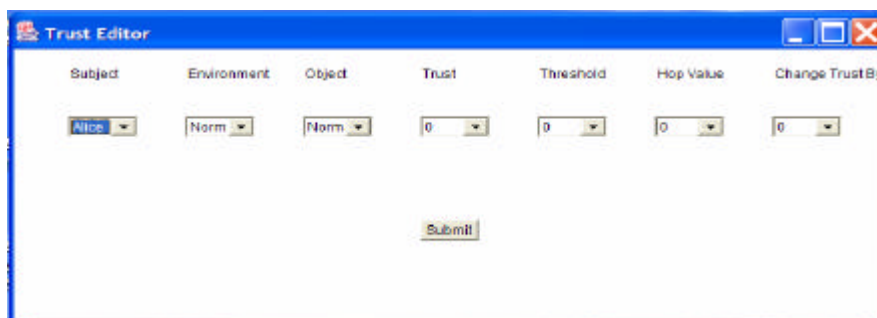 Trust Editor
Subject Environment Object Trust Threshold Hop Value Change Trust B
Alice Norm Norm 0 0 0 0
Submit